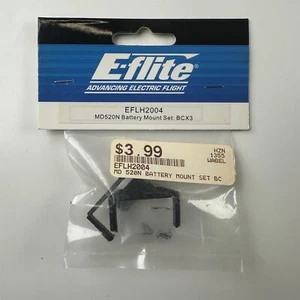 E-flite
ADVANCING ELECTRIC FLIGHT
EFLH2004
MD520N Battery Mount Set: BCX3
$3.99
HZN
1355
WABEL
EFLH2004
MD 520N BATTERY MOUNT SET BC